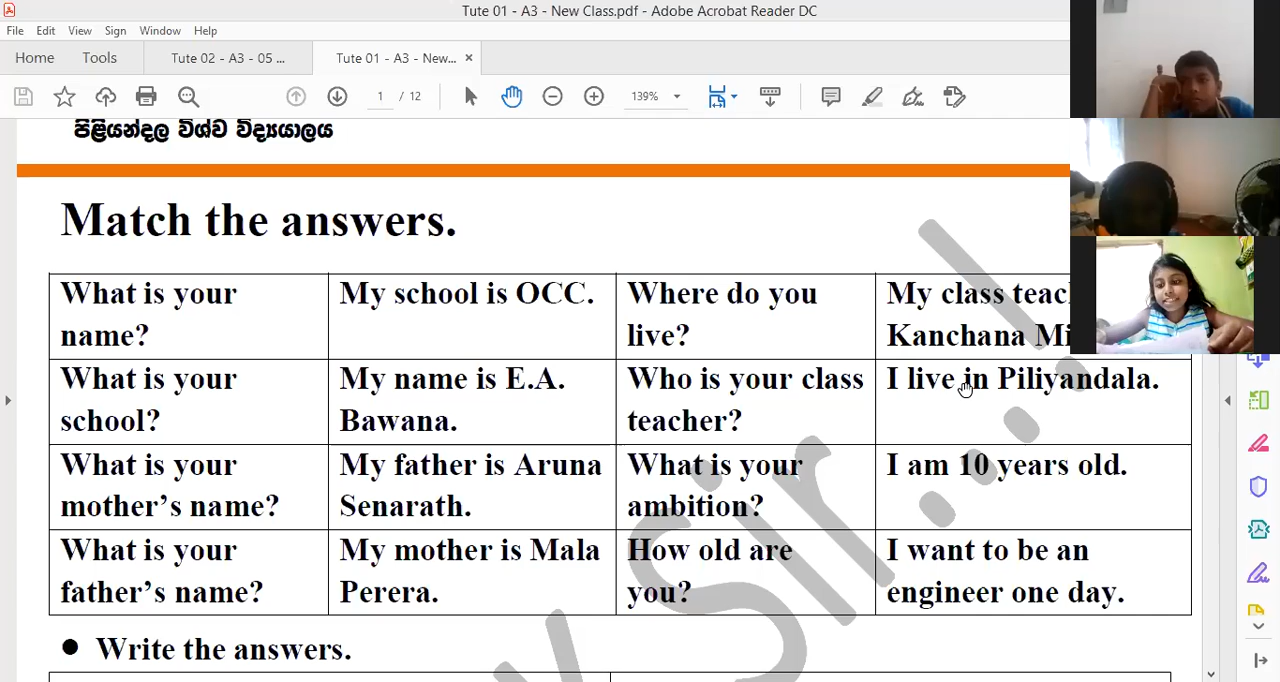 Tute 01 - A3 - New Class.pdf - Adobe Acrobat Reader DC
File Edit View Sign Window Help
Home Tools Tute 02 - A3 - 05 ... Tute 01 - A3 - New... ×
1 / 12 139%
පිළියන්දල විශ්ව විද්‍යාලය
Match the answers.
What is your name?
My school is OCC.
Where do you live?
My class teac
Kanchana Mi
What is your school?
My name is E.A. Bawana.
Who is your class teacher?
I live in Piliyandala.
What is your mother's name?
My father is Aruna Senarath.
What is your ambition?
I am 10 years old.
What is your father's name?
My mother is Mala Perera.
How old are you?
I want to be an engineer one day.
Sir...!
● Write the answers.